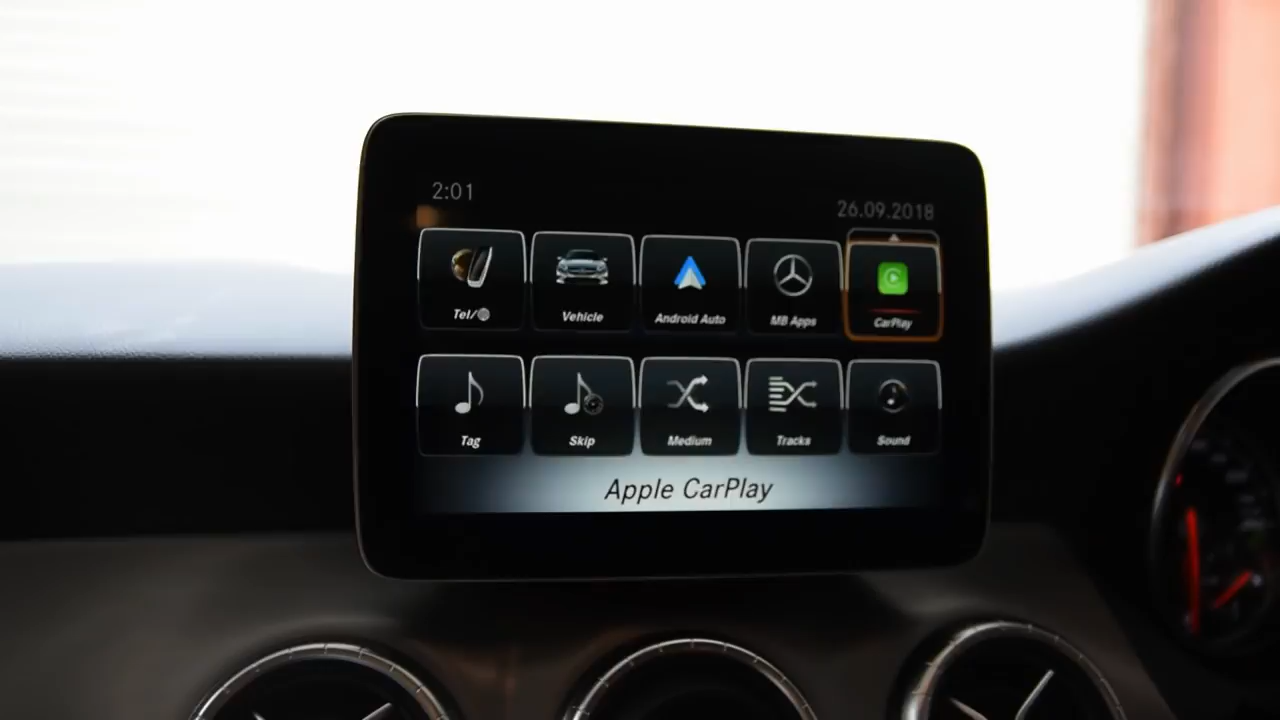 2:01
26.09.2018
Tel/
Vehicle
Android Auto
MB Apps
CarPlay
Tag
Skip
Medium
Tracks
Sound
Apple CarPlay